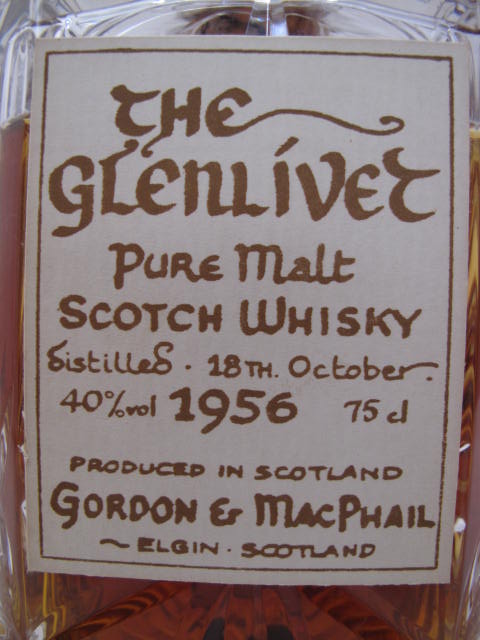 THE
GLENLÍVET
PURE Malt
SCOTCH WHISKY
Distilled · 18TH. October.
40%vol 1956 75 cl
PRODUCED IN SCOTLAND
GORDON & MACPHAIL
~ ELGIN · SCOTLAND